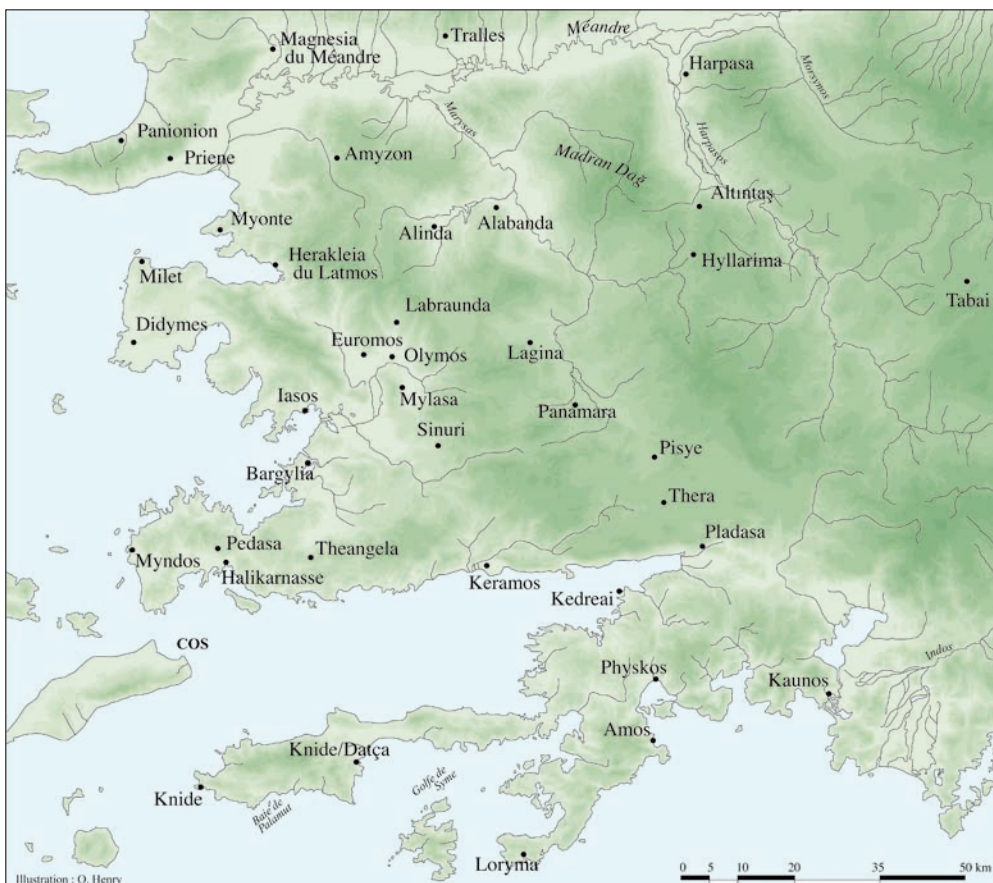 Magnesia
du Méandre
Tralles
Méandre
Harpasa
Morsynos
Marysas
Harpasos
Panionion
Priene
Amyzon
Madran Dağ
Altıntaş
Myonte
Alinda
Alabanda
Herakleia
du Latmos
Hyllarima
Milet
Tabai
Labraunda
Didymes
Euromos
Olymos
Lagina
Iasos
Mylasa
Panamara
Sinuri
Bargylia
Pisye
Thera
Pladasa
Pedasa
Theangela
Myndos
Halikarnasse
Keramos
Kedreai
COS
Indos
Physkos
Kaunos
Amos
Knide/Datça
Golfe de
Syme
Knide
Baie de
Palamut
Loryma
Illustration : O. Henry
0 5 10 20 35 50 km